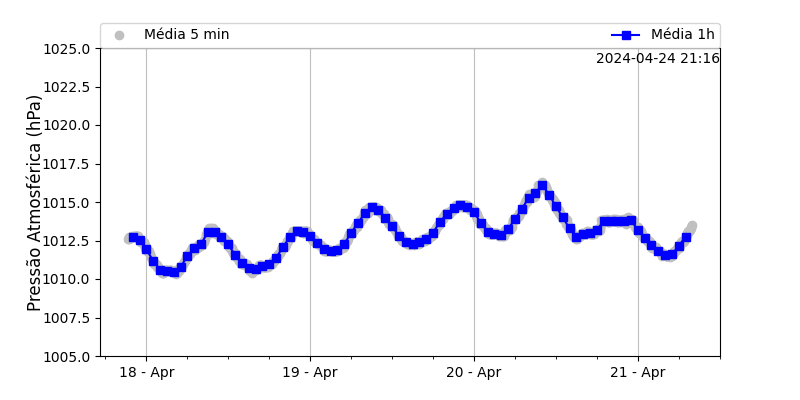 Média 5 min
Média 1h
2024-04-24 21:16
Pressão Atmosférica (hPa)
1025.0
1022.5
1020.0
1017.5
1015.0
1012.5
1010.0
1007.5
1005.0
18 - Apr
19 - Apr
20 - Apr
21 - Apr